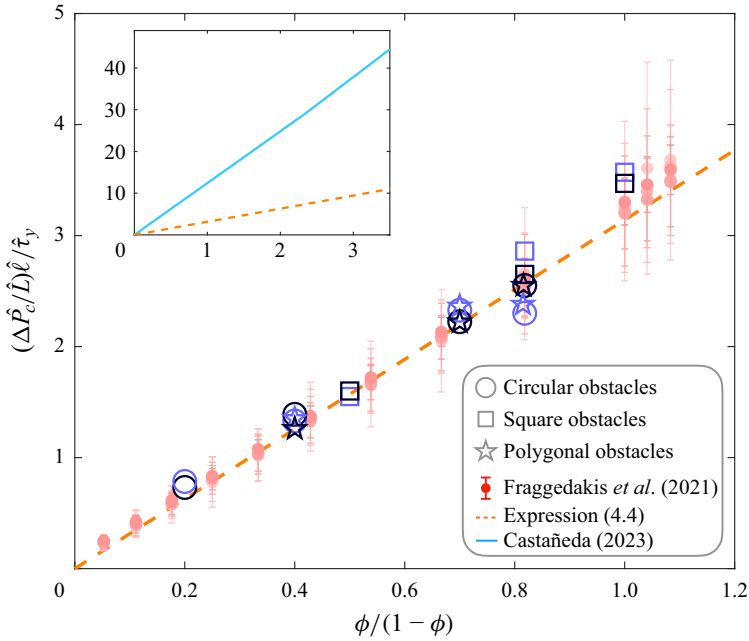 5
4
3
2
1
0
0.2
0.4
0.6
0.8
1.0
1.2
(ΔP̂_c/L̂)ℓ̂/τ̂_y
ϕ/(1 − ϕ)
40
30
20
10
0
1
2
3
Circular obstacles
Square obstacles
Polygonal obstacles
Fraggedakis et al. (2021)
Expression (4.4)
Castañeda (2023)